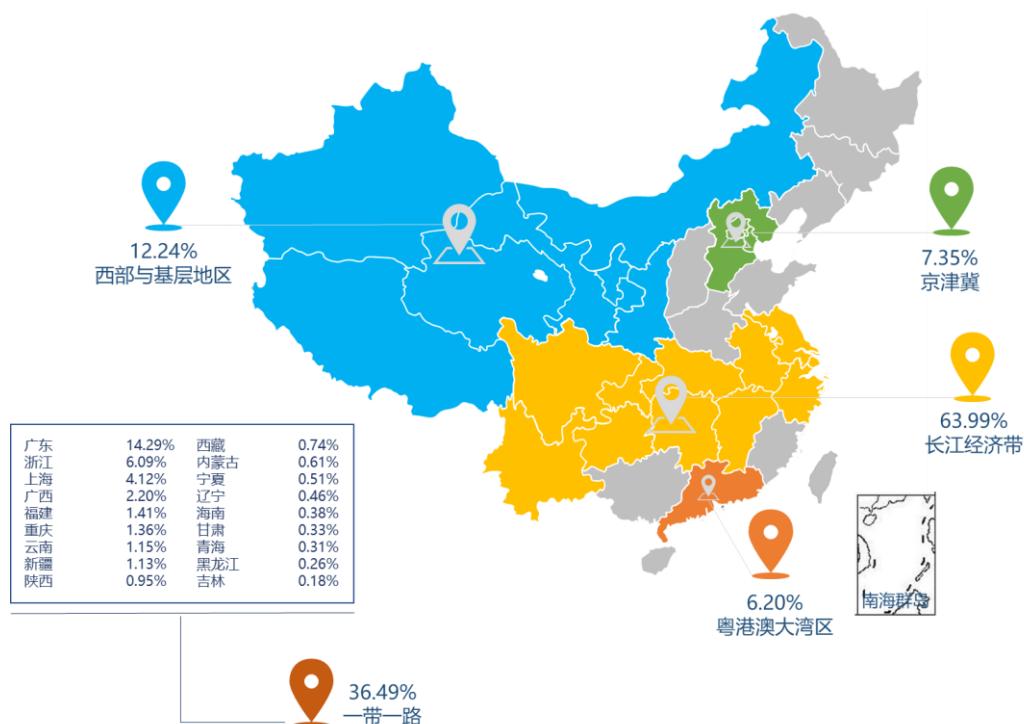 12.24%
西部与基层地区
7.35%
京津冀
63.99%
长江经济带
广东 14.29% 西藏 0.74%
浙江 6.09% 内蒙古 0.61%
上海 4.12% 宁夏 0.51%
广西 2.20% 辽宁 0.46%
福建 1.41% 海南 0.38%
重庆 1.36% 甘肃 0.33%
云南 1.15% 青海 0.31%
新疆 1.13% 黑龙江 0.26%
陕西 0.95% 吉林 0.18%
6.20%
粤港澳大湾区
南海群岛
36.49%
一带一路